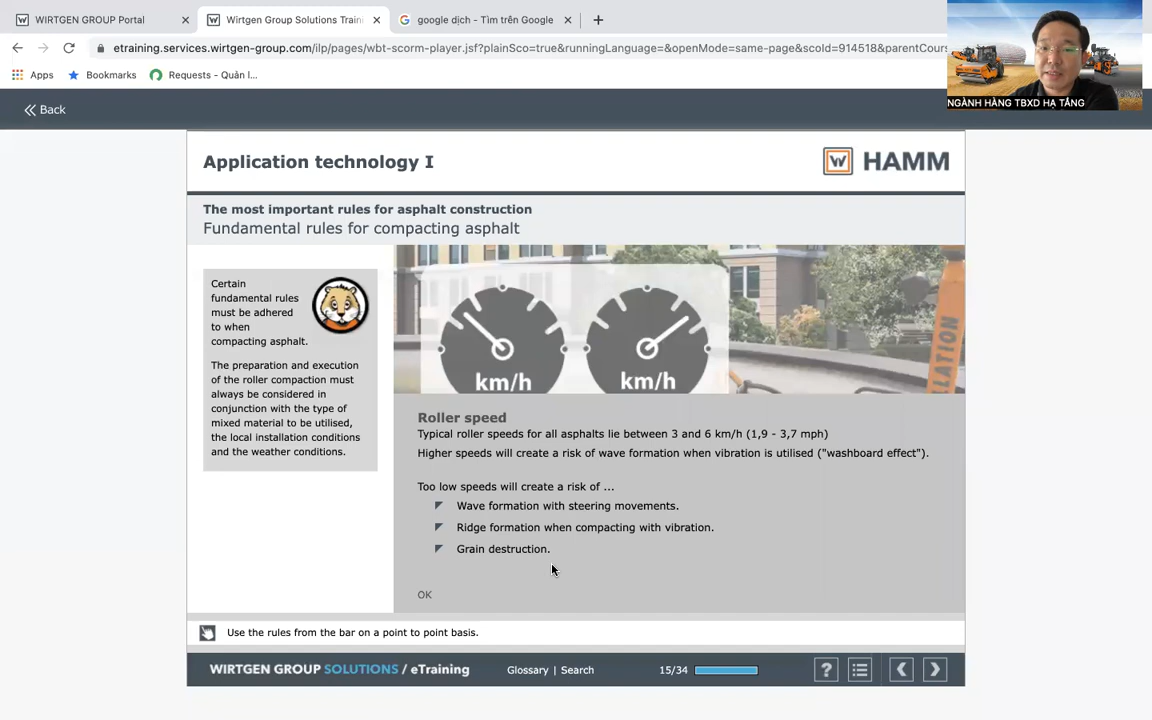 WIRTGEN GROUP Portal
Wirtgen Group Solutions Train
google dịch - Tìm trên Google
etraining.services.wirtgen-group.com/ilp/pages/wbt-scorm-player.jsf?plainSco=true&runningLanguage=&openMode=same-page&scoId=914518&parentCour
Apps
Bookmarks
Requests - Quản l...
NGÀNH HÀNG TBXD HẠ TẦNG
Back
Application technology I
W HAMM
The most important rules for asphalt construction
Fundamental rules for compacting asphalt
Certain
fundamental rules
must be adhered
to when
compacting asphalt.
The preparation and execution
of the roller compaction must
always be considered in
conjunction with the type of
mixed material to be utilised,
the local installation conditions
and the weather conditions.
km/h
km/h
LATION
Roller speed
Typical roller speeds for all asphalts lie between 3 and 6 km/h (1,9 - 3,7 mph)
Higher speeds will create a risk of wave formation when vibration is utilised ("washboard effect").
Too low speeds will create a risk of ...
Wave formation with steering movements.
Ridge formation when compacting with vibration.
Grain destruction.
OK
Use the rules from the bar on a point to point basis.
WIRTGEN GROUP SOLUTIONS / eTraining
Glossary | Search
15/34
?